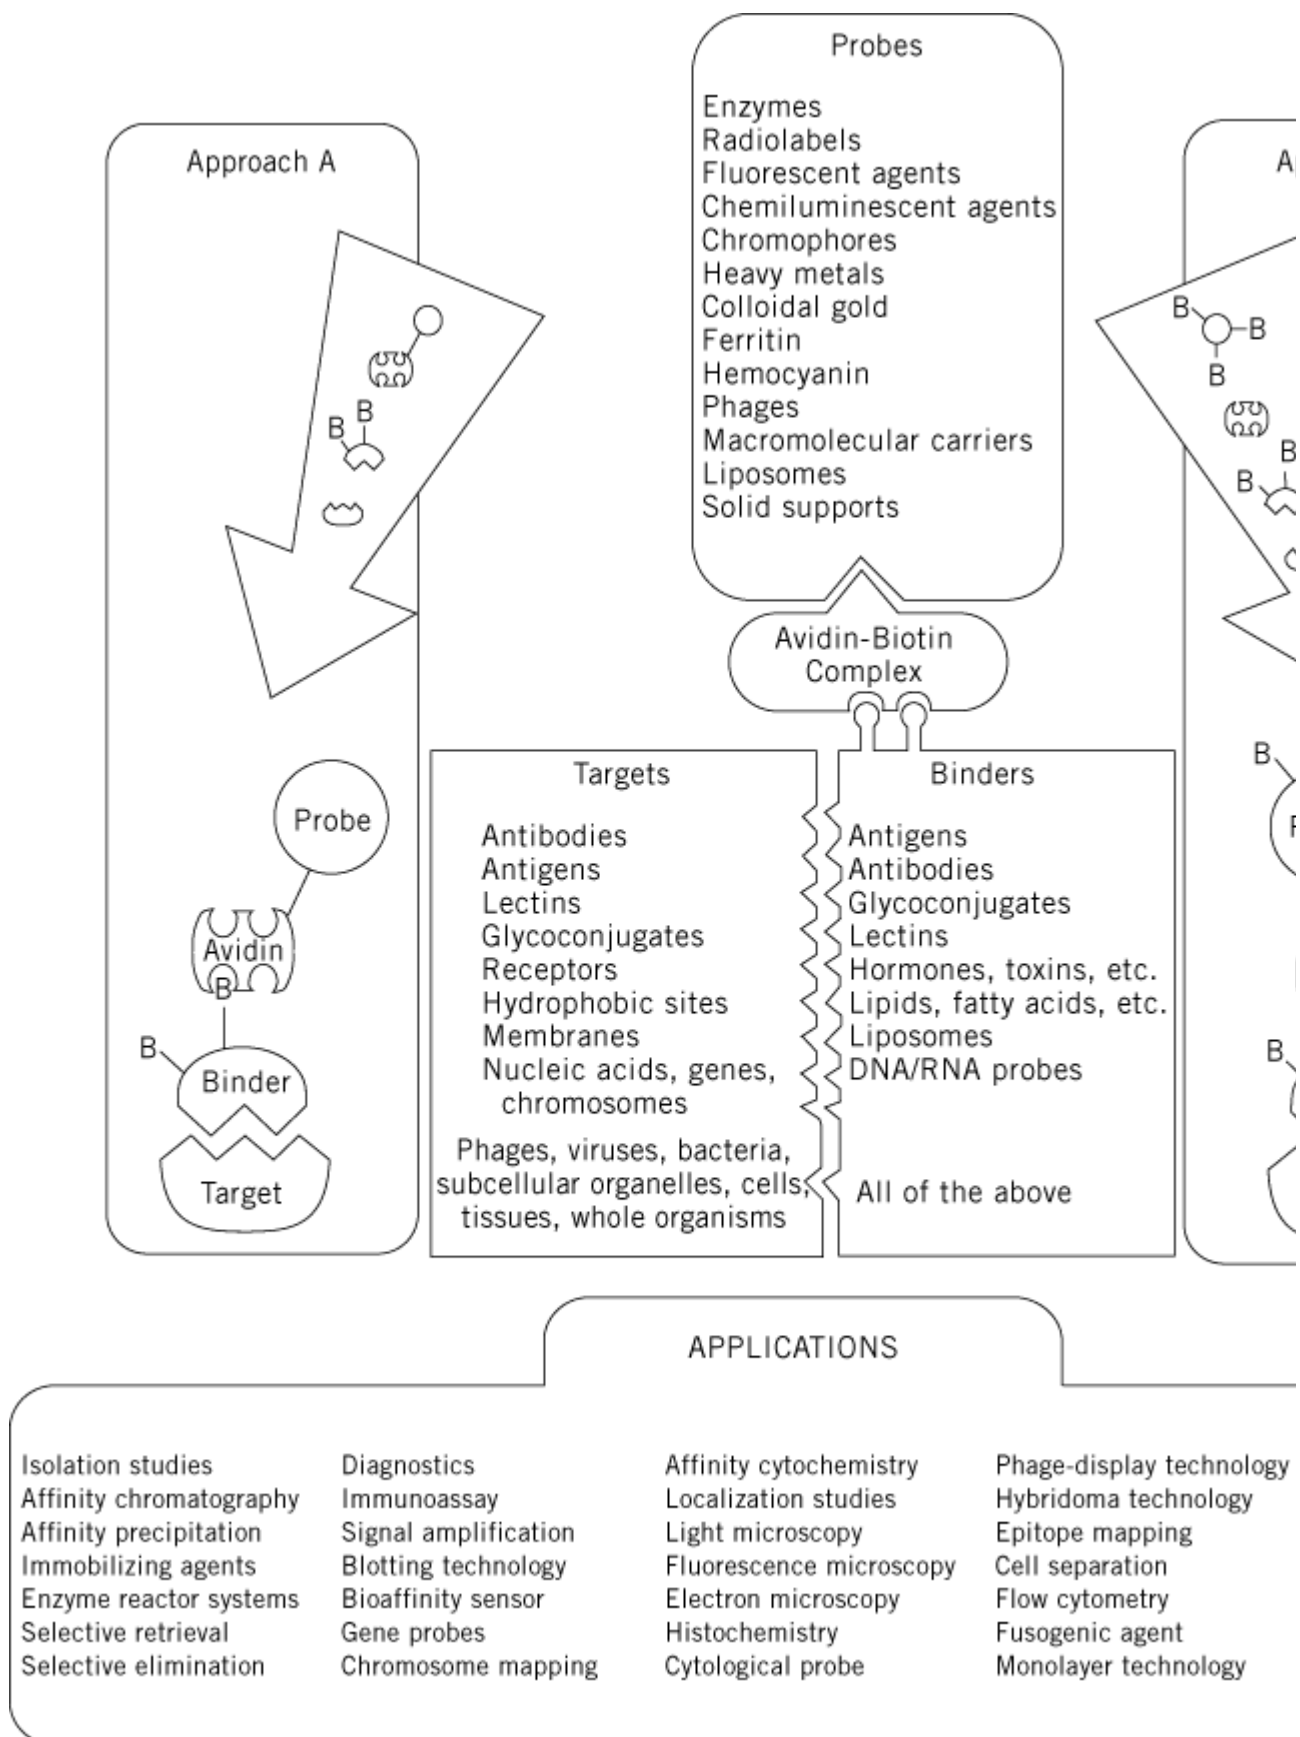 Probes
Enzymes
Radiolabels
Fluorescent agents
Chemiluminescent agents
Chromophores
Heavy metals
Colloidal gold
Ferritin
Hemocyanin
Phages
Macromolecular carriers
Liposomes
Solid supports
Approach A
B
B
Probe
Avidin
B
B
Binder
Target
Avidin-Biotin
Complex
Targets
Antibodies
Antigens
Lectins
Glycoconjugates
Receptors
Hydrophobic sites
Membranes
Nucleic acids, genes,
chromosomes
Phages, viruses, bacteria,
subcellular organelles, cells,
tissues, whole organisms
Binders
Antigens
Antibodies
Glycoconjugates
Lectins
Hormones, toxins, etc.
Lipids, fatty acids, etc.
Liposomes
DNA/RNA probes
All of the above
B
B
B
B
B
B
B
APPLICATIONS
Isolation studies
Affinity chromatography
Affinity precipitation
Immobilizing agents
Enzyme reactor systems
Selective retrieval
Selective elimination
Diagnostics
Immunoassay
Signal amplification
Blotting technology
Bioaffinity sensor
Gene probes
Chromosome mapping
Affinity cytochemistry
Localization studies
Light microscopy
Fluorescence microscopy
Electron microscopy
Histochemistry
Cytological probe
Phage-display technology
Hybridoma technology
Epitope mapping
Cell separation
Flow cytometry
Fusogenic agent
Monolayer technology